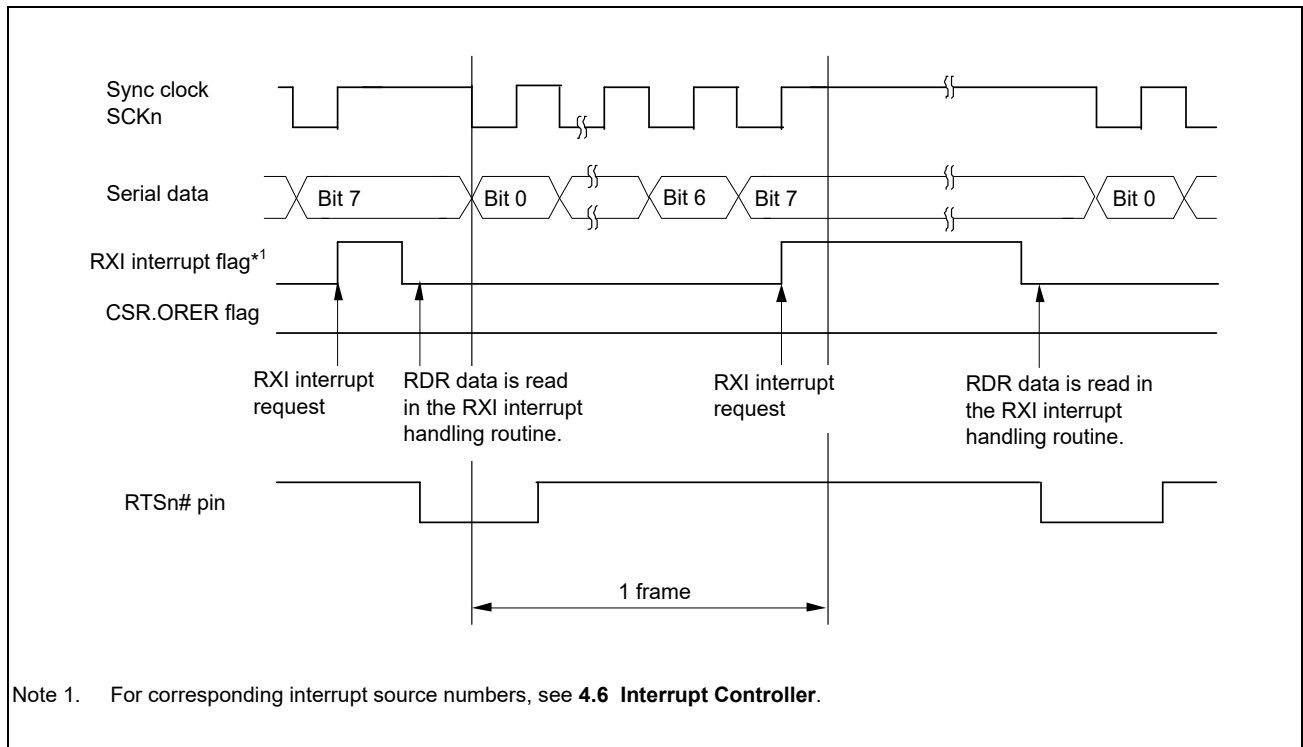 Sync clock
SCKn
Serial data
Bit 7
Bit 0
Bit 6
Bit 7
Bit 0
RXI interrupt flag*1
CSR.ORER flag
RXI interrupt
request
RDR data is read
in the RXI interrupt
handling routine.
RXI interrupt
request
RDR data is read in
the RXI interrupt
handling routine.
RTSn# pin
1 frame
Note 1. For corresponding interrupt source numbers, see 4.6 Interrupt Controller.